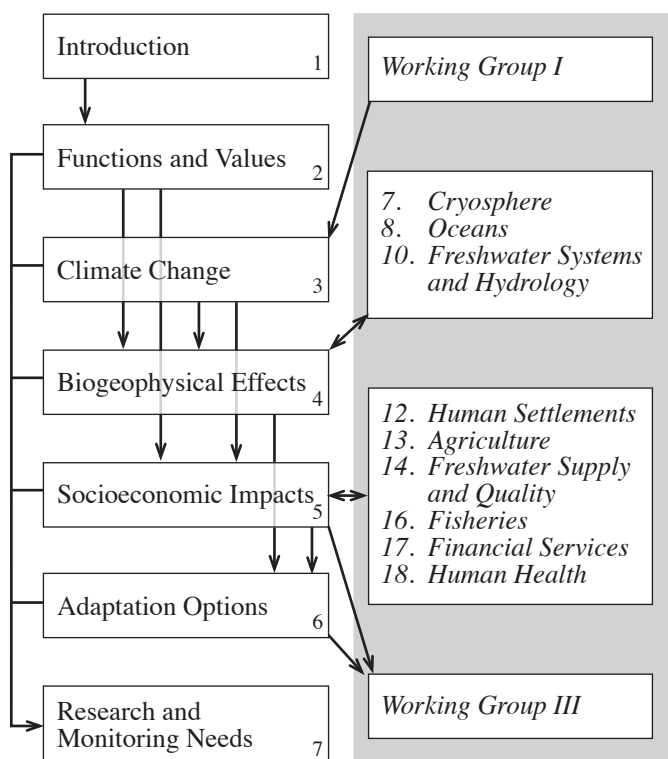 Introduction
1
Functions and Values
2
Climate Change
3
Biogeophysical Effects
4
Socioeconomic Impacts
5
Adaptation Options
6
Research and
Monitoring Needs
7
Working Group I
7. Cryosphere
8. Oceans
10. Freshwater Systems
and Hydrology
12. Human Settlements
13. Agriculture
14. Freshwater Supply
and Quality
16. Fisheries
17. Financial Services
18. Human Health
Working Group III